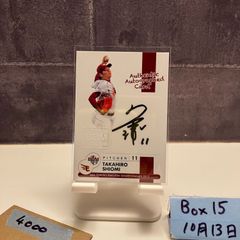 Authentic
Autographed
Card
PITCHER 11
TAKAHIRO
SHIOMI
4000
Box 15
10月13日